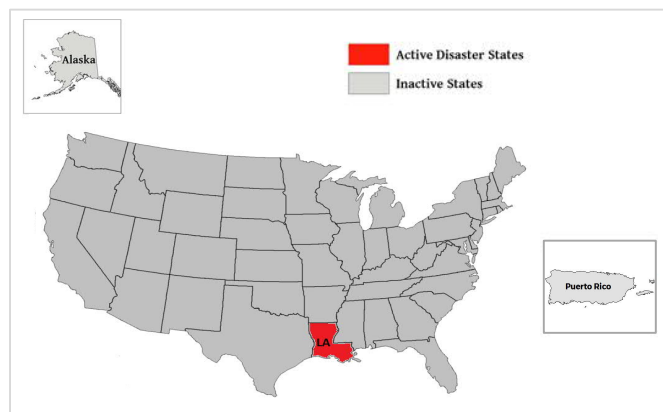 Alaska
Active Disaster States
Inactive States
Puerto Rico
LA